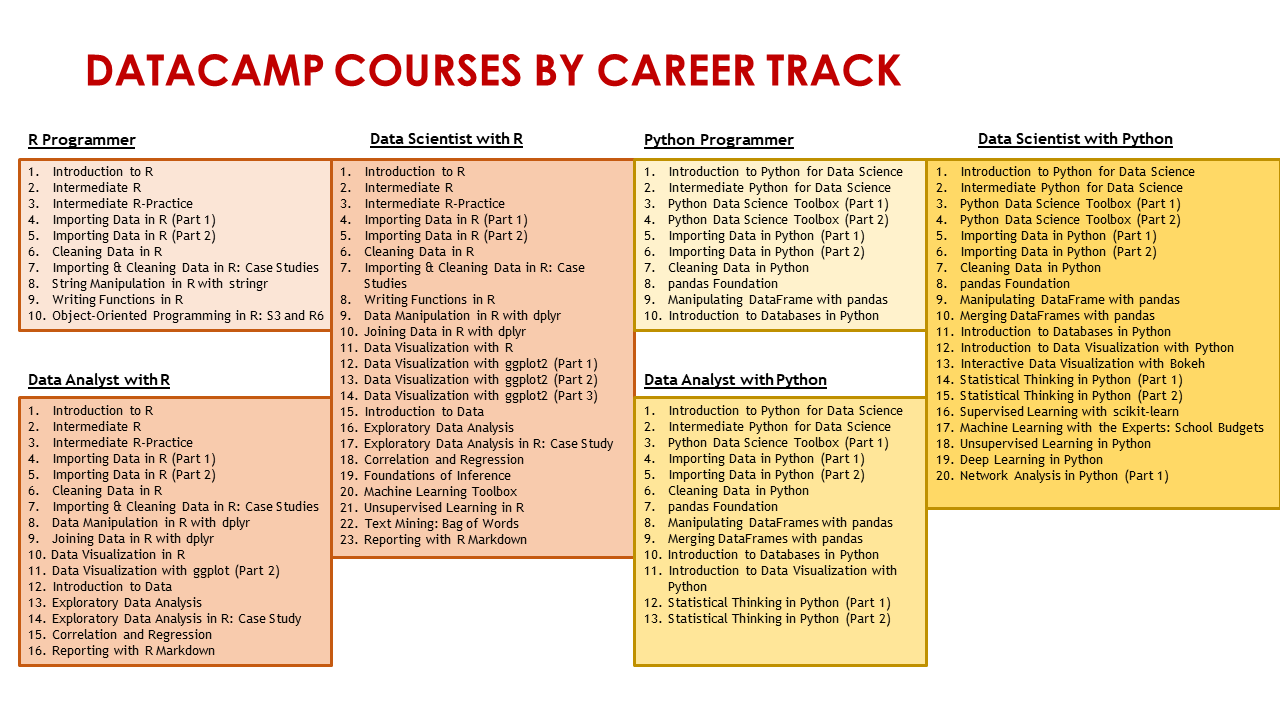 DATACAMP COURSES BY CAREER TRACK
R Programmer
1. Introduction to R
2. Intermediate R
3. Intermediate R-Practice
4. Importing Data in R (Part 1)
5. Importing Data in R (Part 2)
6. Cleaning Data in R
7. Importing & Cleaning Data in R: Case Studies
8. String Manipulation in R with stringr
9. Writing Functions in R
10. Object-Oriented Programming in R: S3 and R6
Data Analyst with R
1. Introduction to R
2. Intermediate R
3. Intermediate R-Practice
4. Importing Data in R (Part 1)
5. Importing Data in R (Part 2)
6. Cleaning Data in R
7. Importing & Cleaning Data in R: Case Studies
8. Data Manipulation in R with dplyr
9. Joining Data in R with dplyr
10. Data Visualization in R
11. Data Visualization with ggplot (Part 2)
12. Introduction to Data
13. Exploratory Data Analysis
14. Exploratory Data Analysis in R: Case Study
15. Correlation and Regression
16. Reporting with R Markdown
Data Scientist with R
1. Introduction to R
2. Intermediate R
3. Intermediate R-Practice
4. Importing Data in R (Part 1)
5. Importing Data in R (Part 2)
6. Cleaning Data in R
7. Importing & Cleaning Data in R: Case
Studies
8. Writing Functions in R
9. Data Manipulation in R with dplyr
10. Joining Data in R with dplyr
11. Data Visualization with R
12. Data Visualization with ggplot2 (Part 1)
13. Data Visualization with ggplot2 (Part 2)
14. Data Visualization with ggplot2 (Part 3)
15. Introduction to Data
16. Exploratory Data Analysis
17. Exploratory Data Analysis in R: Case Study
18. Correlation and Regression
19. Foundations of Inference
20. Machine Learning Toolbox
21. Unsupervised Learning in R
22. Text Mining: Bag of Words
23. Reporting with R Markdown
Python Programmer
1. Introduction to Python for Data Science
2. Intermediate Python for Data Science
3. Python Data Science Toolbox (Part 1)
4. Python Data Science Toolbox (Part 2)
5. Importing Data in Python (Part 1)
6. Importing Data in Python (Part 2)
7. Cleaning Data in Python
8. pandas Foundation
9. Manipulating DataFrame with pandas
10. Introduction to Databases in Python
Data Analyst with Python
1. Introduction to Python for Data Science
2. Intermediate Python for Data Science
3. Python Data Science Toolbox (Part 1)
4. Importing Data in Python (Part 1)
5. Importing Data in Python (Part 2)
6. Cleaning Data in Python
7. pandas Foundation
8. Manipulating DataFrames with pandas
9. Merging DataFrames with pandas
10. Introduction to Databases in Python
11. Introduction to Data Visualization with
Python
12. Statistical Thinking in Python (Part 1)
13. Statistical Thinking in Python (Part 2)
Data Scientist with Python
1. Introduction to Python for Data Science
2. Intermediate Python for Data Science
3. Python Data Science Toolbox (Part 1)
4. Python Data Science Toolbox (Part 2)
5. Importing Data in Python (Part 1)
6. Importing Data in Python (Part 2)
7. Cleaning Data in Python
8. pandas Foundation
9. Manipulating DataFrame with pandas
10. Merging DataFrames with pandas
11. Introduction to Databases in Python
12. Introduction to Data Visualization with Python
13. Interactive Data Visualization with Bokeh
14. Statistical Thinking in Python (Part 1)
15. Statistical Thinking in Python (Part 2)
16. Supervised Learning with scikit-learn
17. Machine Learning with the Experts: School Budgets
18. Unsupervised Learning in Python
19. Deep Learning in Python
20. Network Analysis in Python (Part 1)